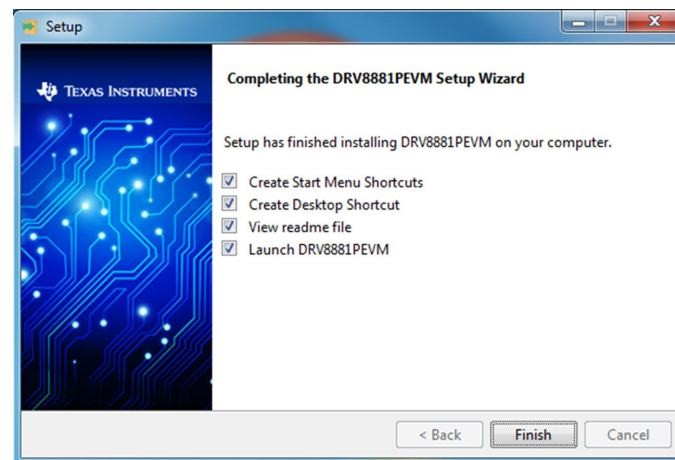 Setup
TEXAS INSTRUMENTS
Completing the DRV8881PEVM Setup Wizard
Setup has finished installing DRV8881PEVM on your computer.
Create Start Menu Shortcuts
Create Desktop Shortcut
View readme file
Launch DRV8881PEVM
< Back
Finish
Cancel